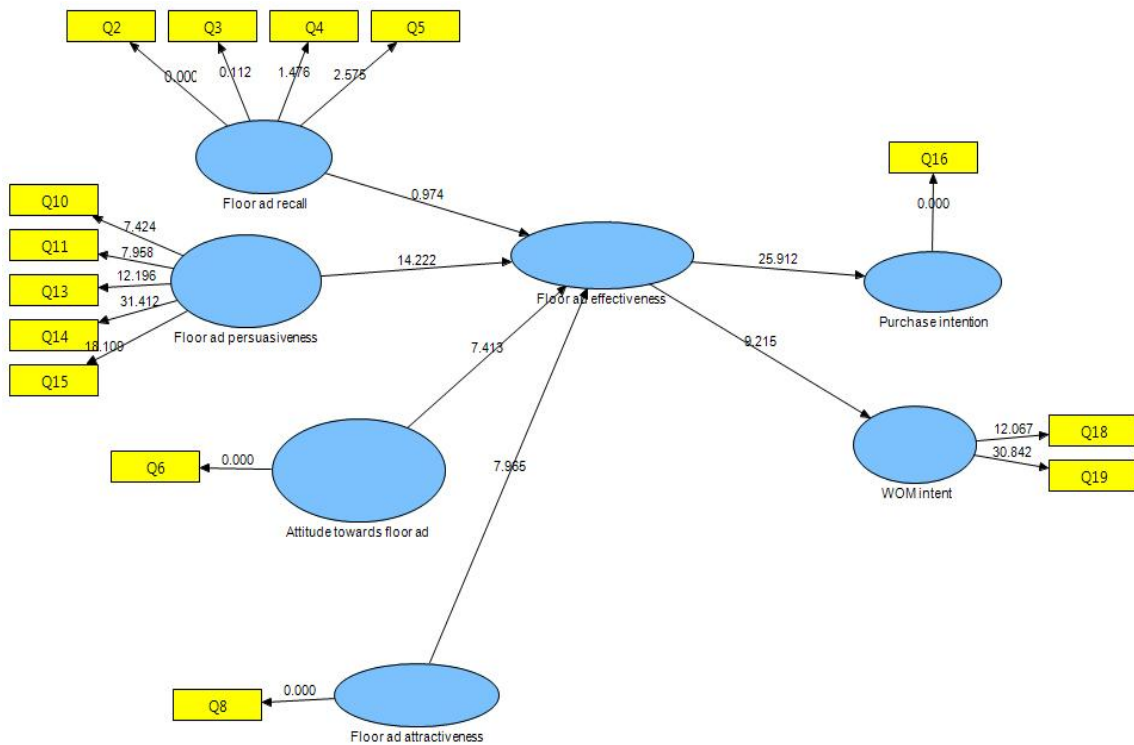 Q2
Q3
Q4
Q5
0.000
0.112
1.476
2.575
Floor ad recall
0.974
Q10
Q11
Q13
Q14
Q15
7.424
7.958
12.196
31.412
18.109
Floor ad persuasiveness
14.222
Floor ad effectiveness
25.912
Q16
0.000
Purchase intention
9.215
7.413
Q6
0.000
Attitude towards floor ad
7.965
WOM intent
12.067
30.842
Q18
Q19
Q8
0.000
Floor ad attractiveness